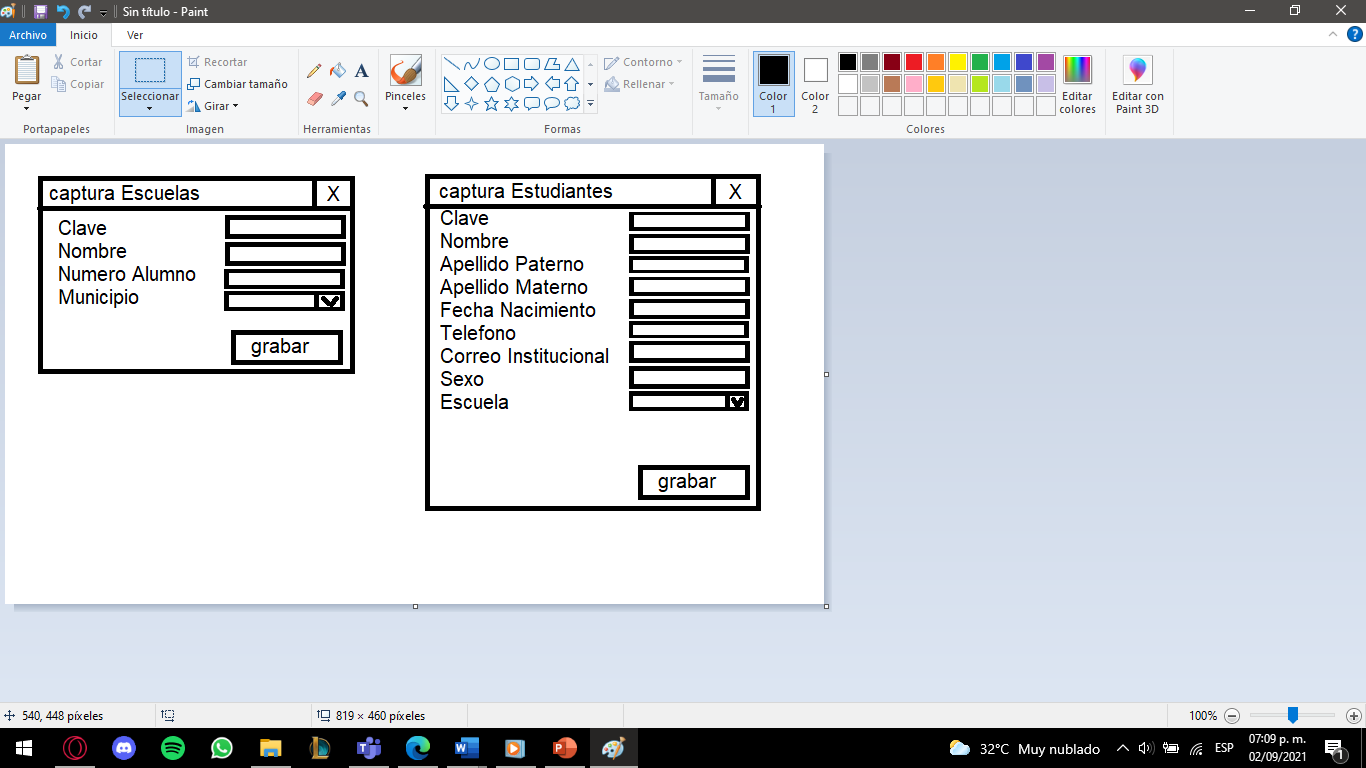 Sin título - Paint
Archivo Inicio Ver
Pegar
Cortar
Copiar
Portapapeles
Seleccionar
Recortar
Cambiar tamaño
Girar
Imagen
A
Herramientas
Pinceles
Contorno
Rellenar
Formas
Tamaño
Color 1
Color 2
Editar colores
Colores
Editar con Paint 3D
captura Escuelas X
Clave
Nombre
Numero Alumno
Municipio
grabar
captura Estudiantes X
Clave
Nombre
Apellido Paterno
Apellido Materno
Fecha Nacimiento
Telefono
Correo Institucional
Sexo
Escuela
grabar
540, 448 píxeles 819 × 460 píxeles 100%
32°C Muy nublado ESP 07:09 p. m.
02/09/2021 1